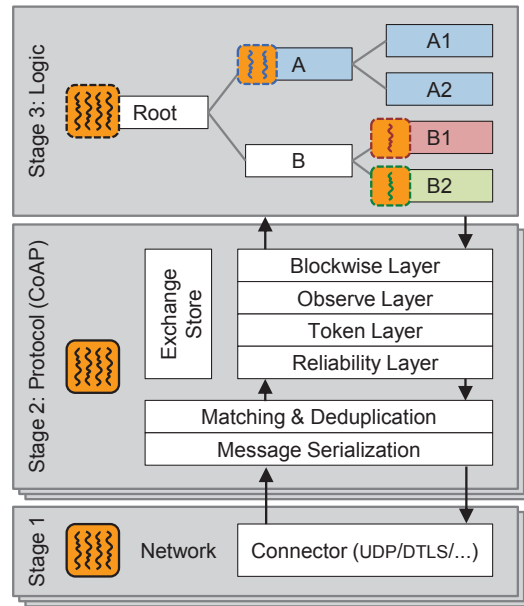 Stage 3: Logic
Root
A
A1
A2
B
B1
B2
Stage 2: Protocol (CoAP)
Exchange
Store
Blockwise Layer
Observe Layer
Token Layer
Reliability Layer
Matching & Deduplication
Message Serialization
Stage 1
Network
Connector (UDP/DTLS/...)